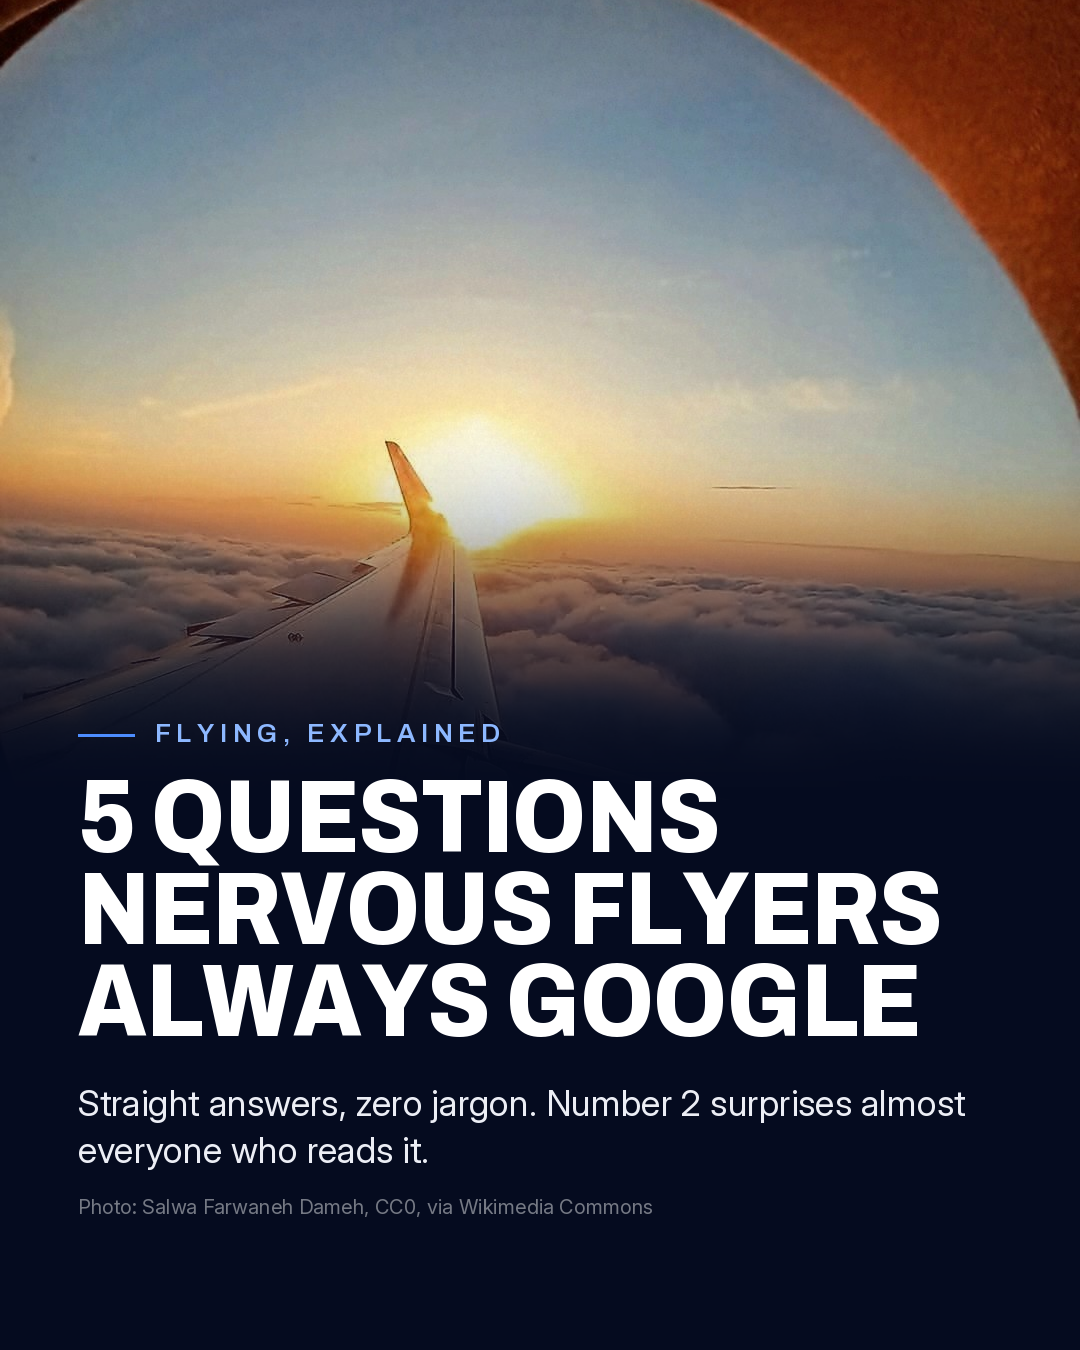 FLYING, EXPLAINED
5 QUESTIONS
NERVOUS FLYERS
ALWAYS GOOGLE
Straight answers, zero jargon. Number 2 surprises almost
everyone who reads it.
Photo: Salwa Farwaneh Dameh, CC0, via Wikimedia Commons